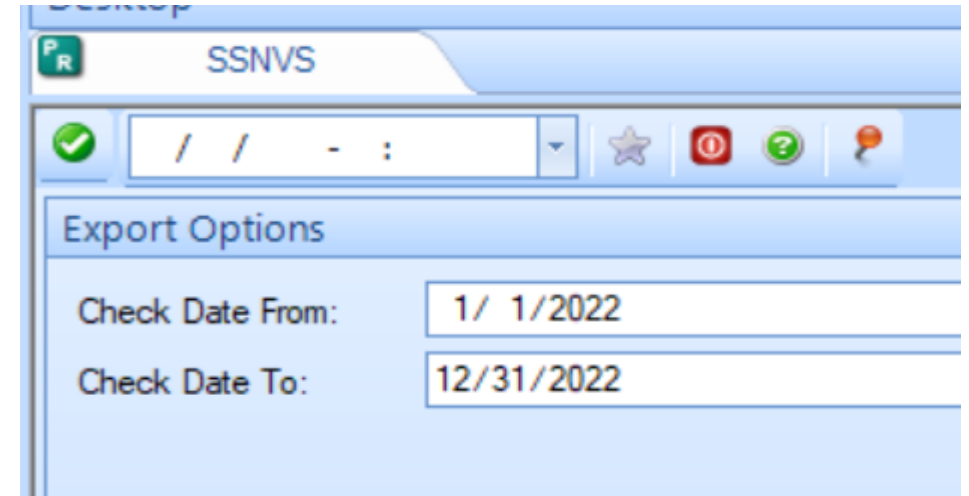 Desktop
PR SSNVS
/ / - :
Export Options
Check Date From: 1/ 1/2022
Check Date To: 12/31/2022